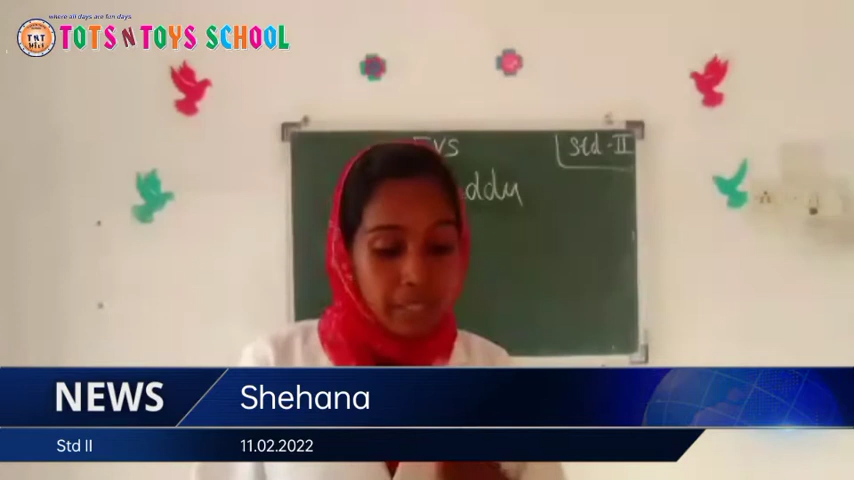 where all days are fun days
TNT
TOTS N TOYS SCHOOL
EVS
Std - II
NEWS
Shehana
Std II
11.02.2022